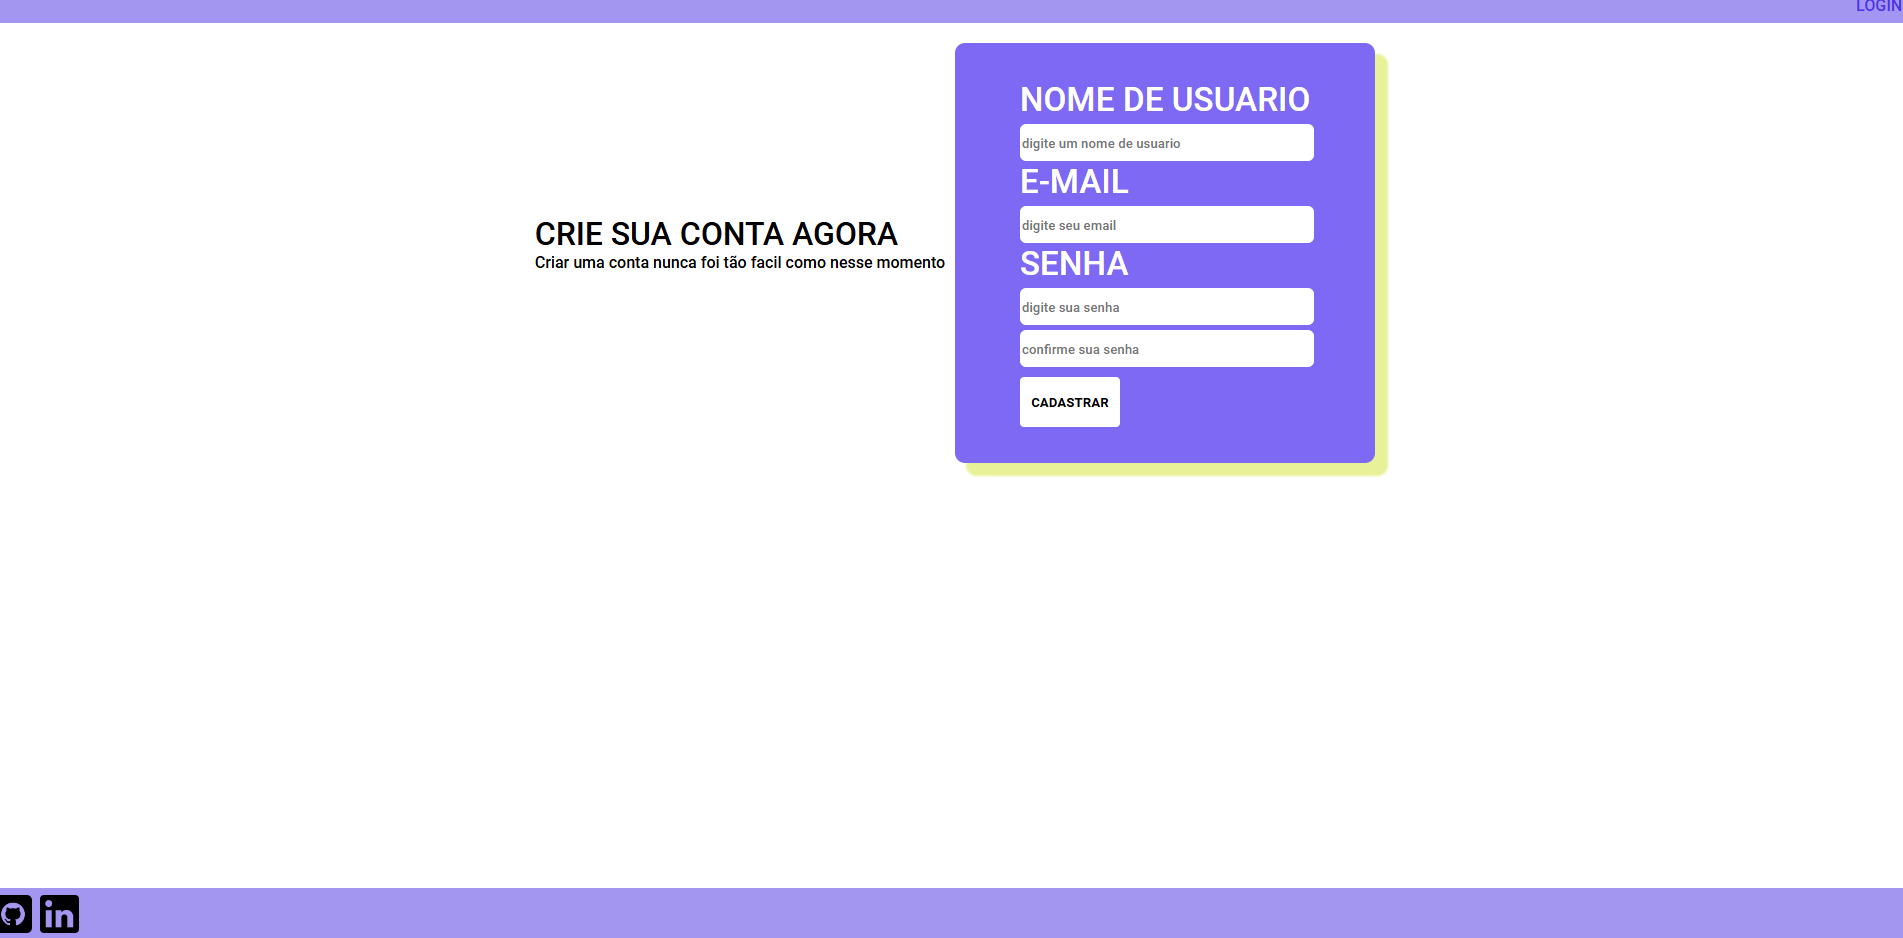 LOGIN
CRIE SUA CONTA AGORA
Criar uma conta nunca foi tão facil como nesse momento
NOME DE USUARIO
digite um nome de usuario
E-MAIL
digite seu email
SENHA
digite sua senha
confirme sua senha
CADASTRAR
in